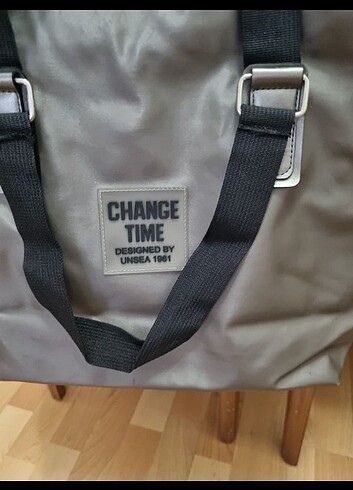 CHANGE
TIME
DESIGNED BY
UNSEA 1961